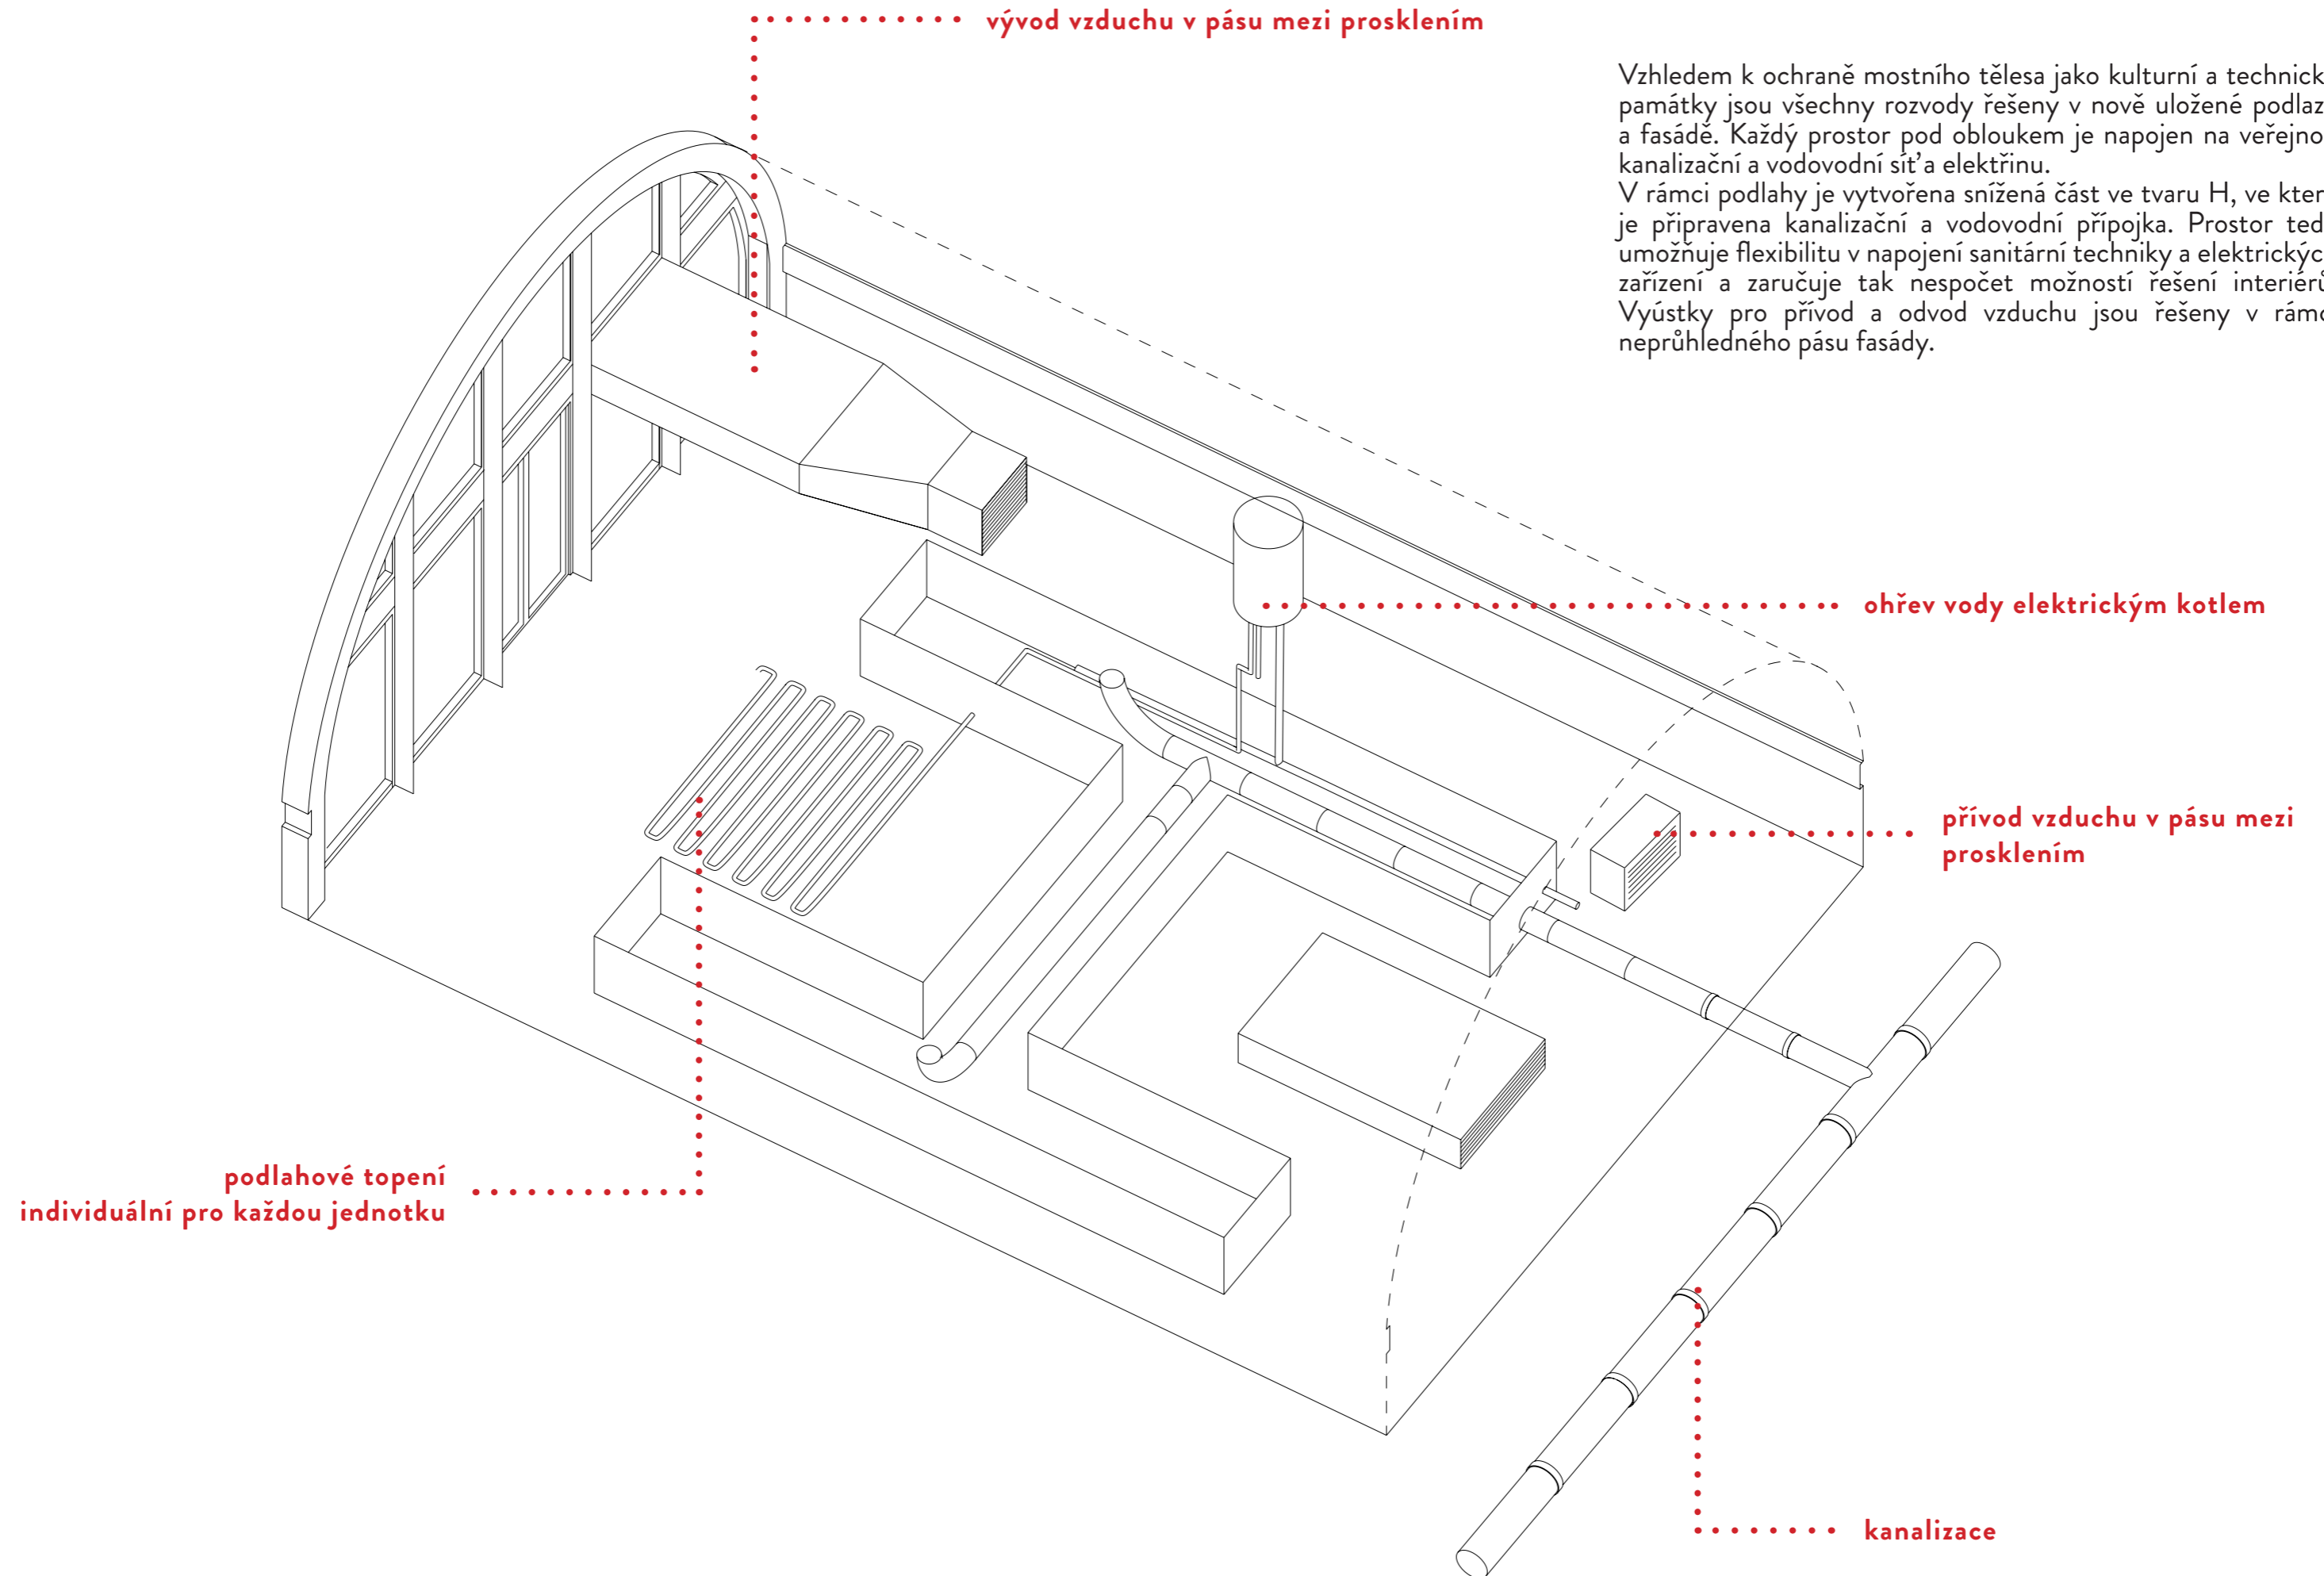 vývod vzduchu v pásu mezi prosklením
Vzhledem k ochraně mostního tělesa jako kulturní a technick
památky jsou všechny rozvody řešeny v nově uložené podlaz
a fasádě. Každý prostor pod obloukem je napojen na veřejno
kanalizační a vodovodní síť a elektřinu.
V rámci podlahy je vytvořena snížená část ve tvaru H, ve kter
je připravena kanalizační a vodovodní přípojka. Prostor ted
umožňuje flexibilitu v napojení sanitární techniky a elektrickýc
zařízení a zaručuje tak nespočet možností řešení interiérů
Vyústky pro přívod a odvod vzduchu jsou řešeny v rámc
neprůhledného pásu fasády.
ohřev vody elektrickým kotlem
přívod vzduchu v pásu mezi
prosklením
podlahové topení
individuální pro každou jednotku
kanalizace